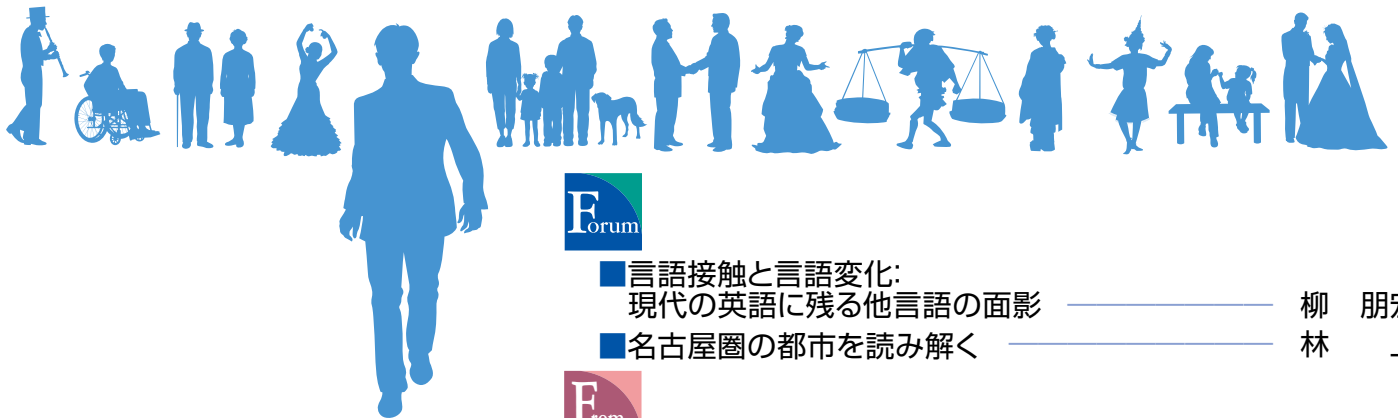 Forum
■言語接触と言語変化:
現代の英語に残る他言語の面影 柳 朋
■名古屋圏の都市を読み解く 林
From